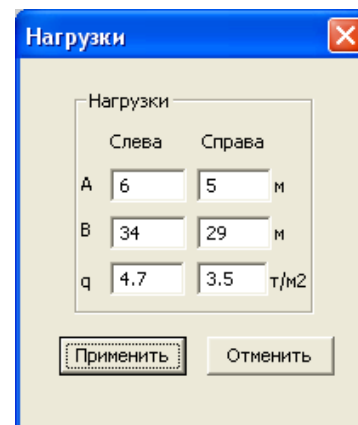 Нагрузки
Нагрузки
Слева Справа
A 6 5 м
B 34 29 м
q 4.7 3.5 т/м2
Применить Отменить